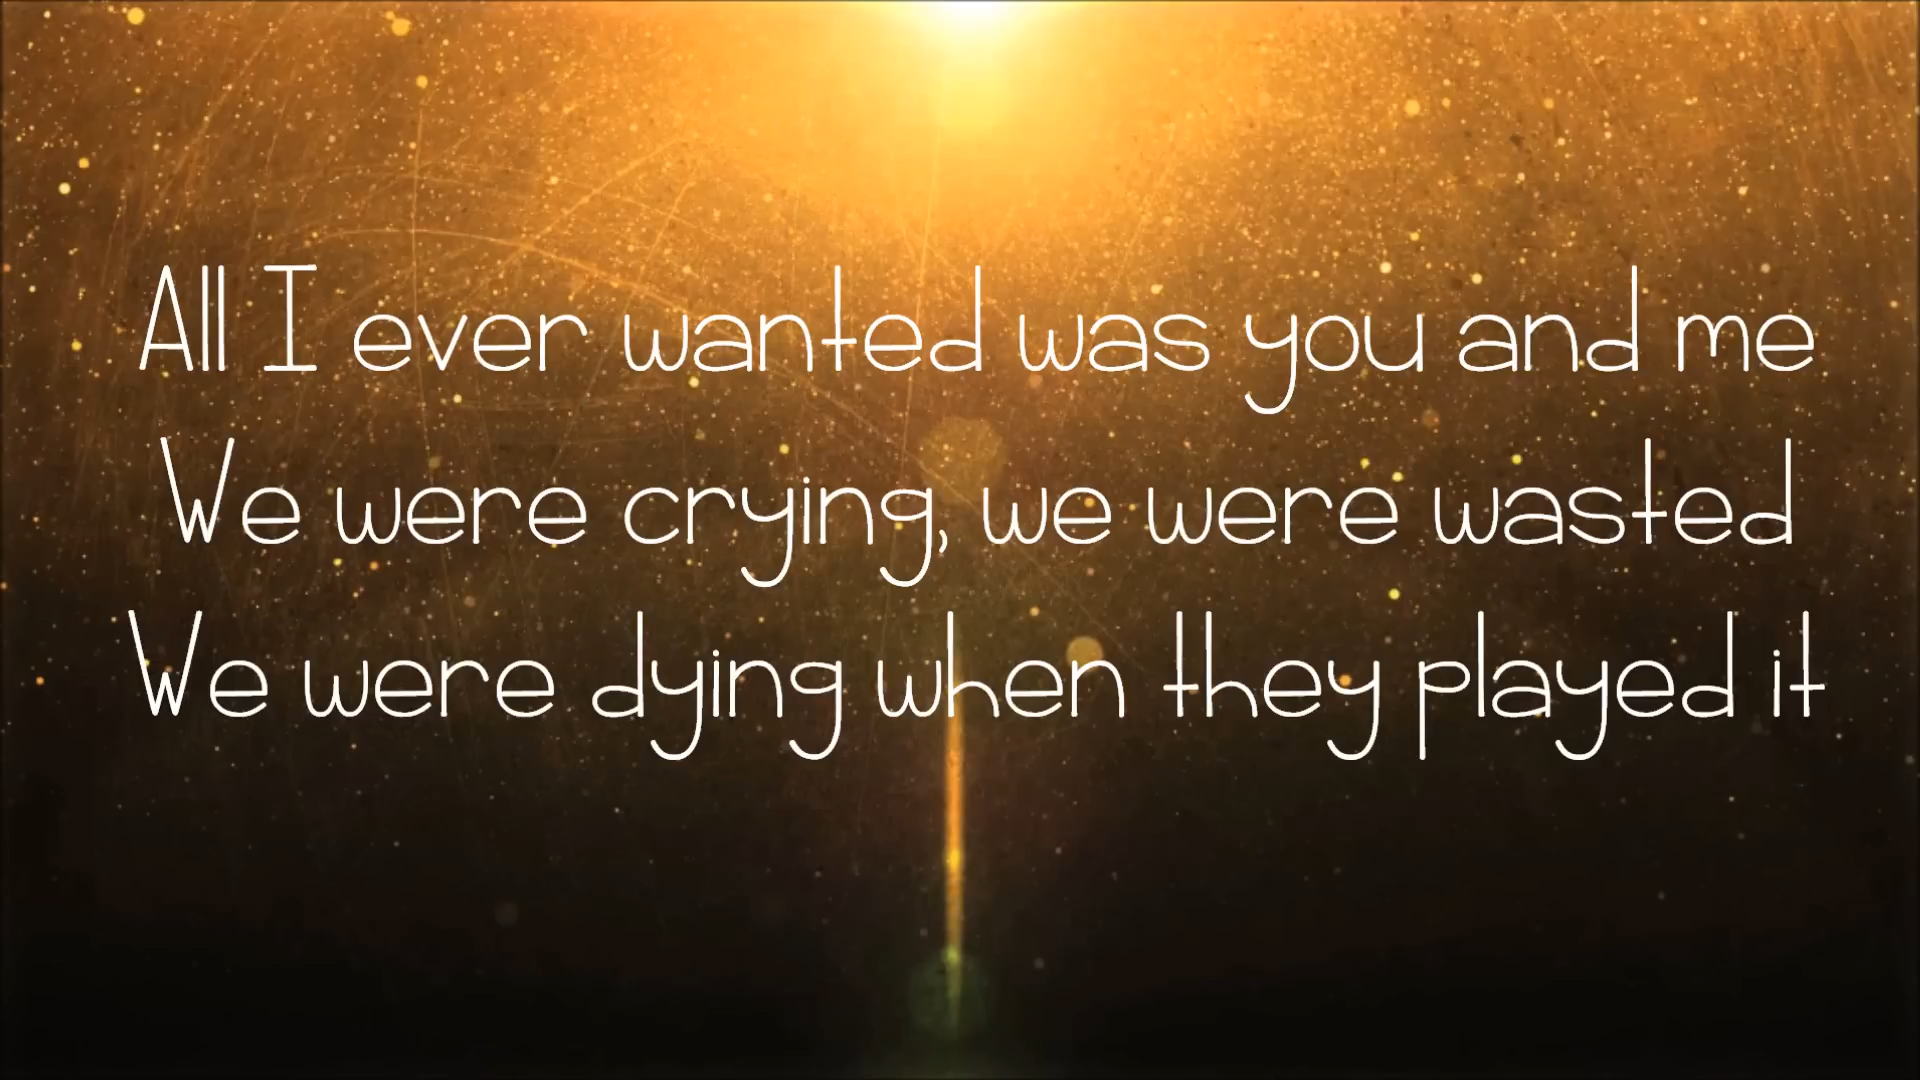 All I ever wanted was you and me
We were crying, we were wasted
We were dying when they played it